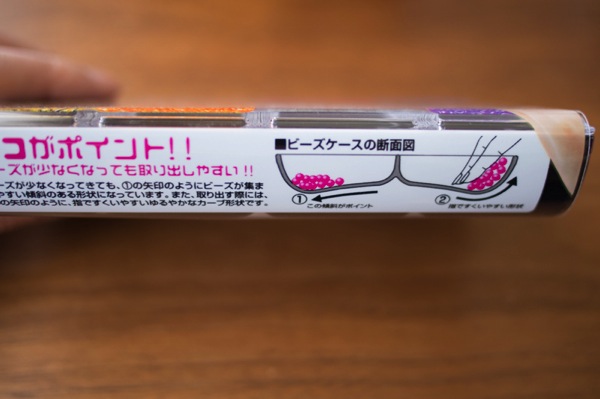 コがポイント!!
ーズが少なくなっても取り出しやすい!!
ーズが少なくなってきても、①の矢印のようにビーズが集ま
やすい傾斜のある形状になっています。また、取り出す際には、
の矢印のように、指ですくいやすいゆるやかなカーブ形状です。
■ビーズケースの断面図
①
この傾斜がポイント
②
指ですくいやすい形状